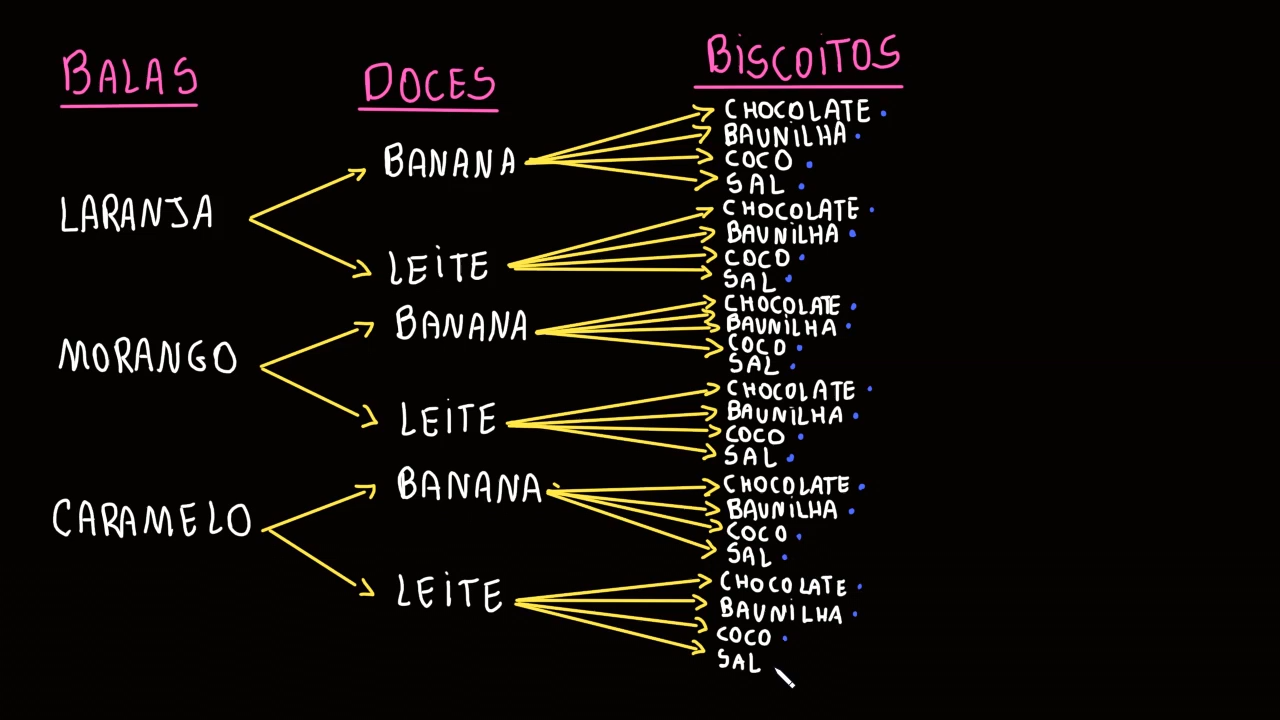 BALAS
DOCES
BISCOITOS
LARANJA
BANANA
CHOCOLATE
BAUNILHA
COCO
SAL
LEITE
CHOCOLATE
BAUNILHA
COCO
SAL
MORANGO
BANANA
CHOCOLATE
BAUNILHA
COCO
SAL
LEITE
CHOCOLATE
BAUNILHA
COCO
SAL
CARAMELO
BANANA
CHOCOLATE
BAUNILHA
COCO
SAL
LEITE
CHOCOLATE
BAUNILHA
COCO
SAL